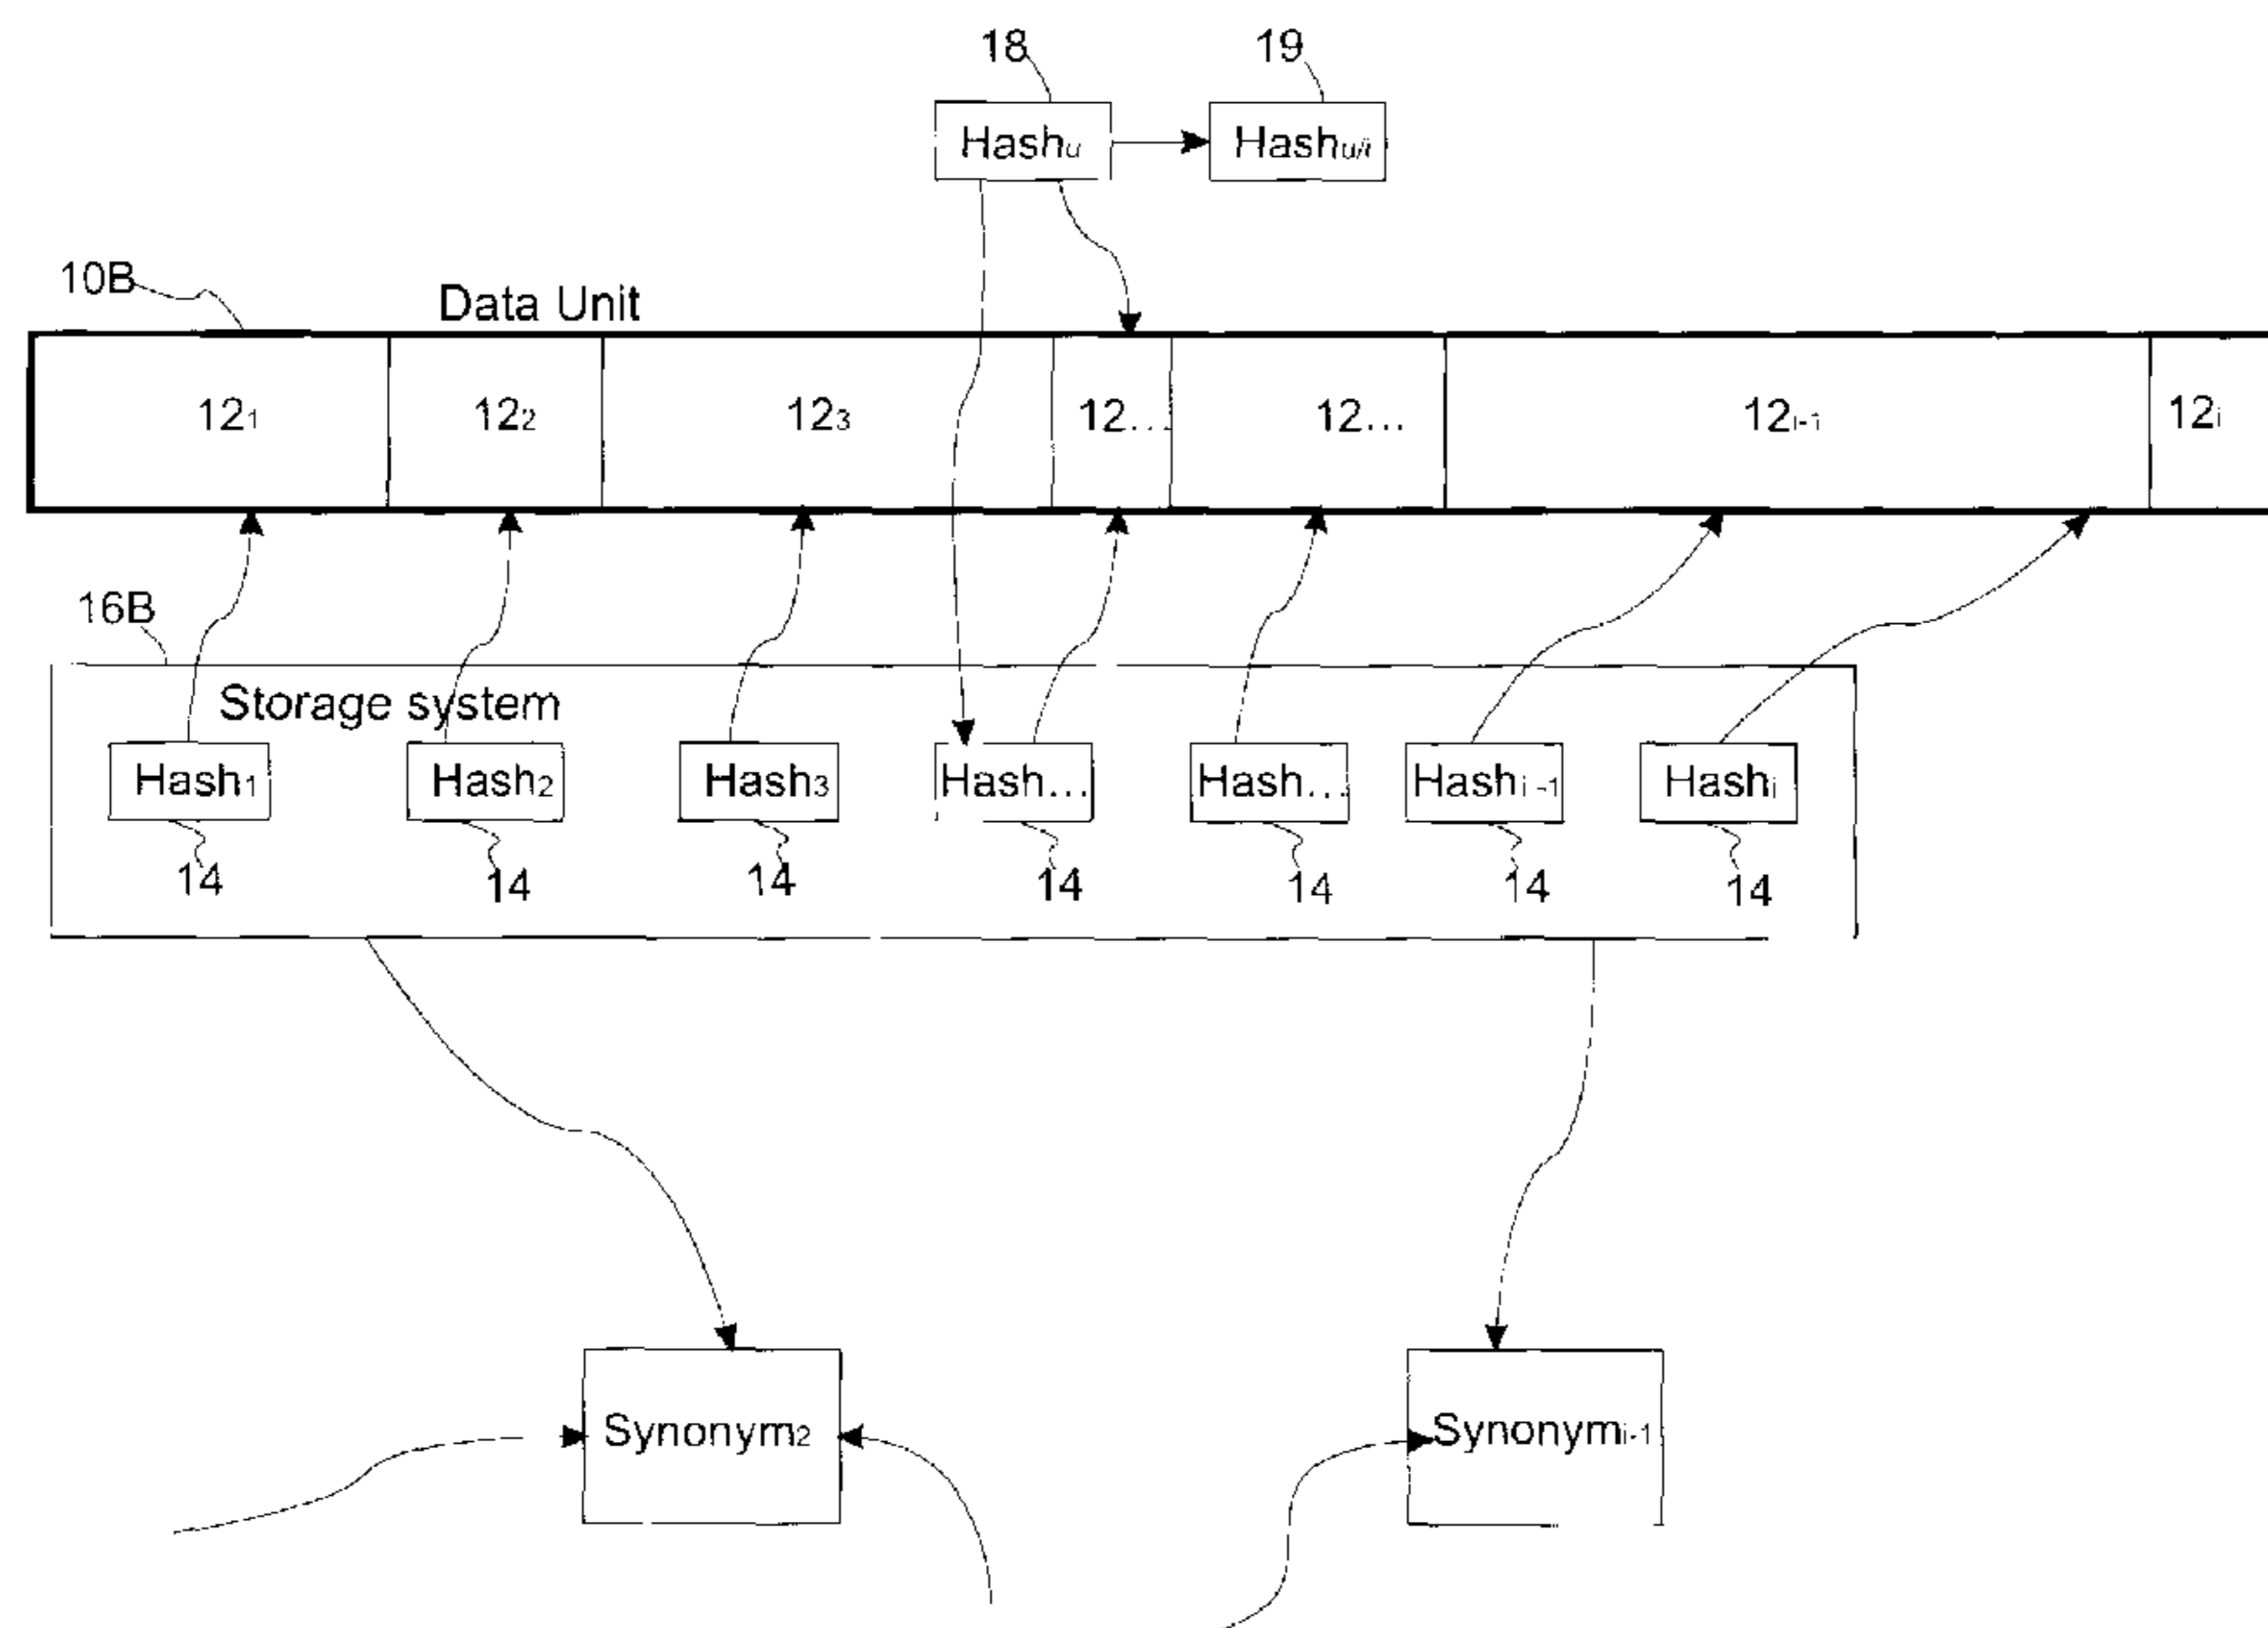 18 19
Hashu Hashu/i
10B Data Unit
121 122 123 12... 12... 12i-1 12i
16B
Storage system
Hash1 Hash2 Hash3 Hash... Hash... Hashi-1 Hashi
14 14 14 14 14 14 14
Synonym2 Synonymi-1